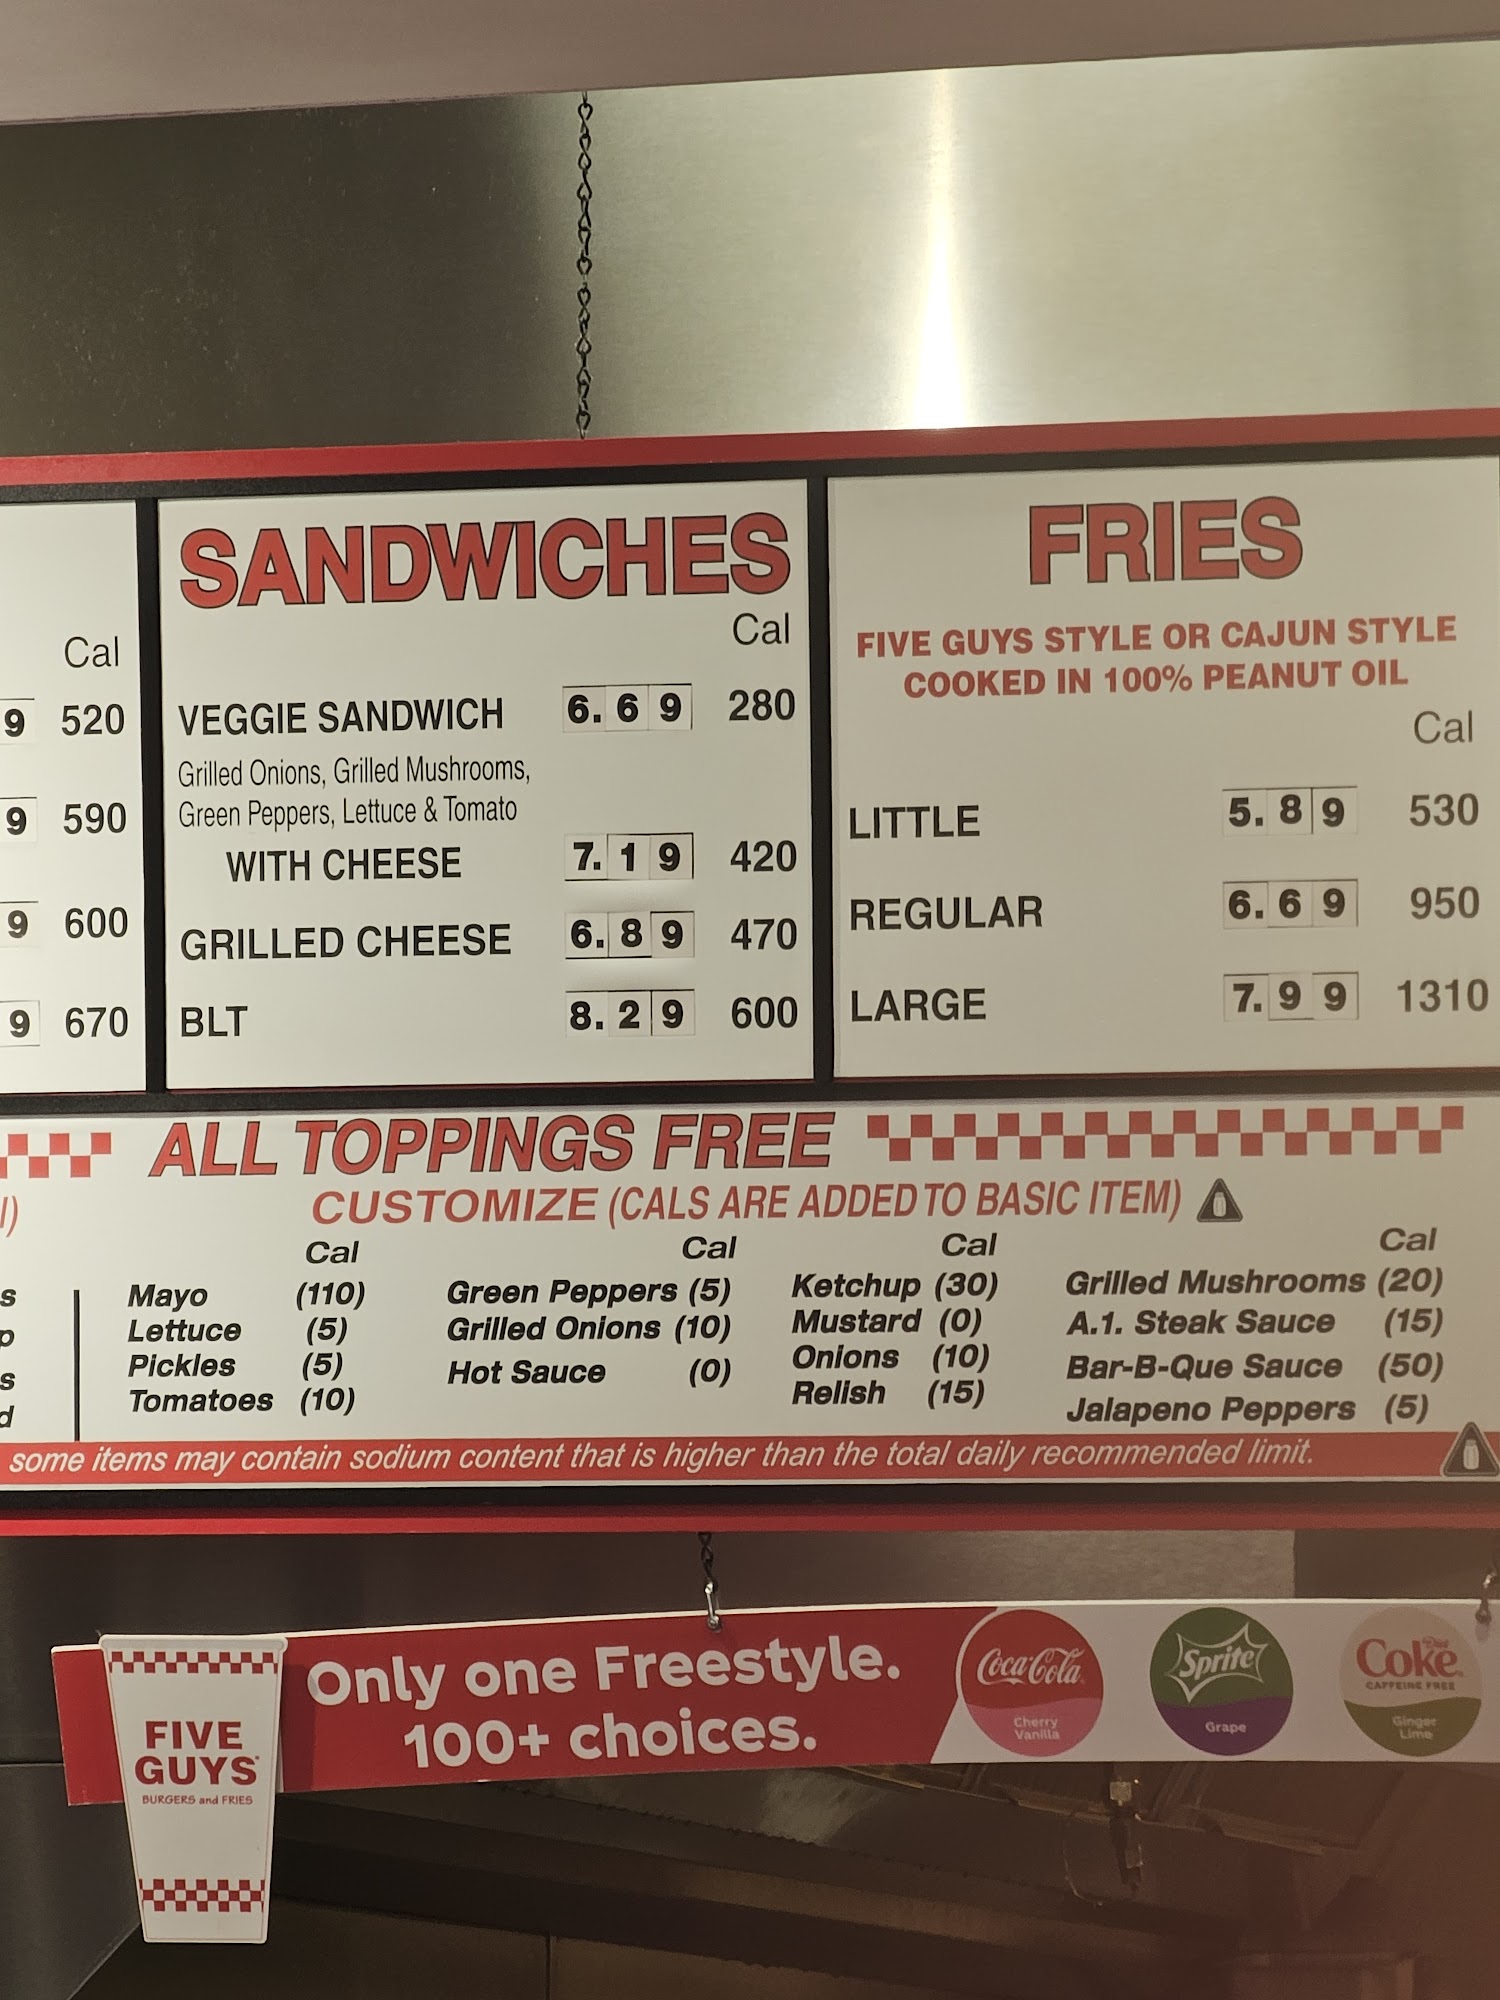 Cal
9 520
9 590
9 600
9 670
SANDWICHES
Cal
VEGGIE SANDWICH 6.69 280
Grilled Onions, Grilled Mushrooms,
Green Peppers, Lettuce & Tomato
WITH CHEESE 7.19 420
GRILLED CHEESE 6.89 470
BLT 8.29 600
FRIES
FIVE GUYS STYLE OR CAJUN STYLE
COOKED IN 100% PEANUT OIL
Cal
LITTLE 5.89 530
REGULAR 6.69 950
LARGE 7.99 1310
ALL TOPPINGS FREE
CUSTOMIZE (CALS ARE ADDED TO BASIC ITEM)
Cal
Mayo (110)
Lettuce (5)
Pickles (5)
Tomatoes (10)
Cal
Green Peppers (5)
Grilled Onions (10)
Hot Sauce (0)
Cal
Ketchup (30)
Mustard (0)
Onions (10)
Relish (15)
Cal
Grilled Mushrooms (20)
A.1. Steak Sauce (15)
Bar-B-Que Sauce (50)
Jalapeno Peppers (5)
some items may contain sodium content that is higher than the total daily recommended limit.
FIVE
GUYS
BURGERS and FRIES
Only one Freestyle.
100+ choices.
Coca-Cola
Cherry
Vanilla
Sprite
Grape
Diet
Coke
CAFFEINE FREE
Ginger
Lime